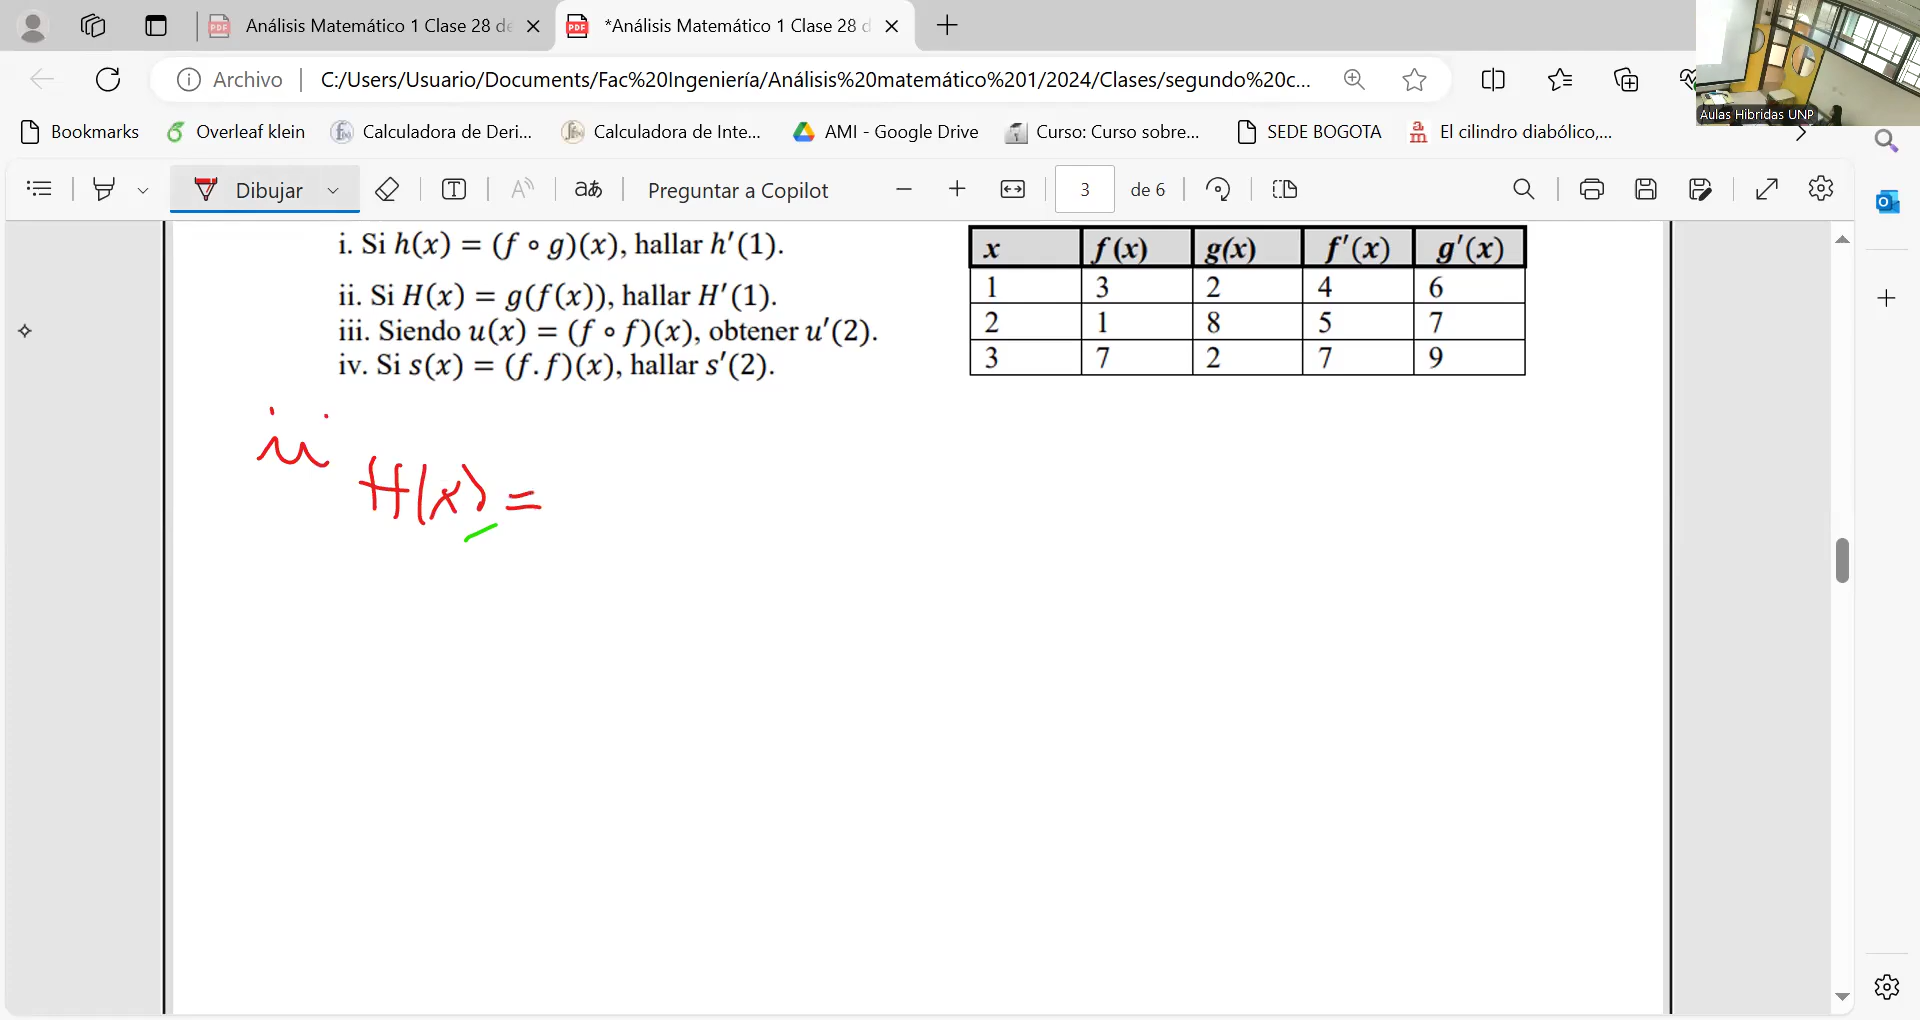 Análisis Matemático 1 Clase 28 de
*Análisis Matemático 1 Clase 28 d
Archivo | C:/Users/Usuario/Documents/Fac%20Ingeniería/Análisis%20matemático%201/2024/Clases/segundo%20c...
Aulas Hibridas UNP
Bookmarks Overleaf klein Calculadora de Deri... Calculadora de Inte... AMI - Google Drive Curso: Curso sobre... SEDE BOGOTA El cilindro diabólico,...
Dibujar Preguntar a Copilot 3 de 6
i. Si h(x) = (f ∘ g)(x), hallar h′(1).
ii. Si H(x) = g(f(x)), hallar H′(1).
iii. Siendo u(x) = (f ∘ f)(x), obtener u′(2).
iv. Si s(x) = (f.f)(x), hallar s′(2).
x f(x) g(x) f′(x) g′(x)
1 3 2 4 6
2 1 8 5 7
3 7 2 7 9
ii
H(x) =